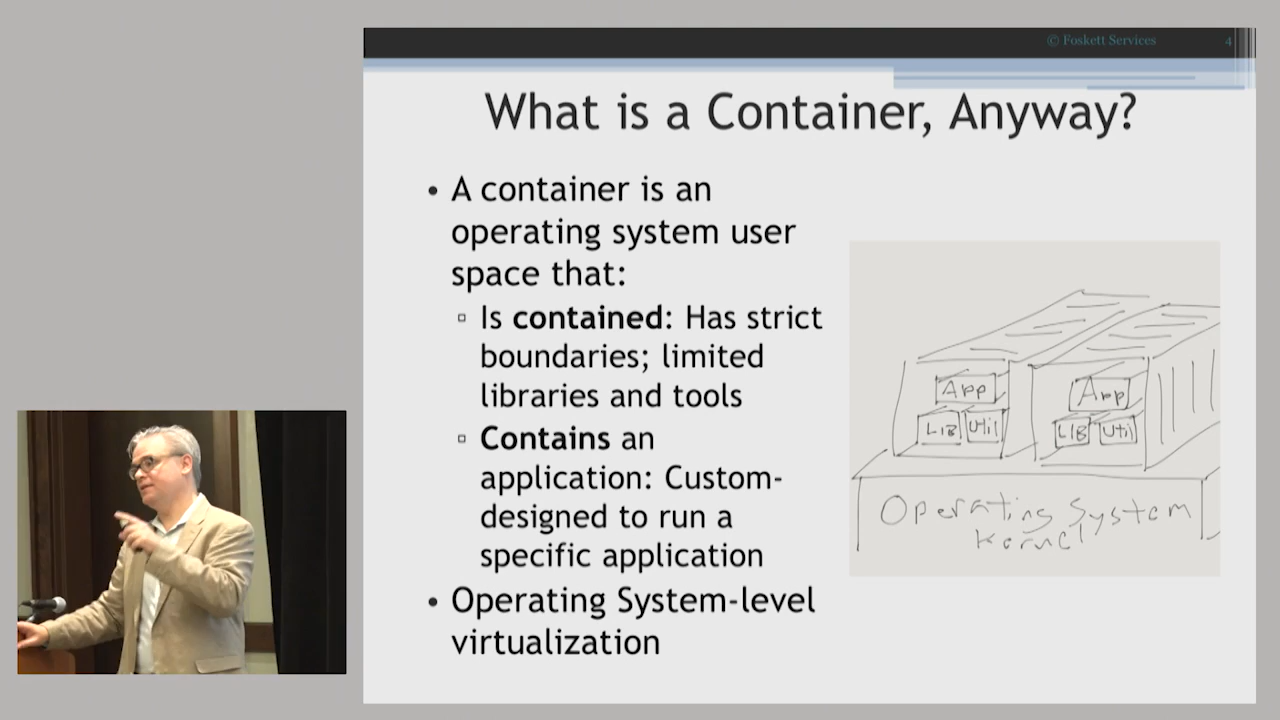 © Foskett Services 4
What is a Container, Anyway?
• A container is an
operating system user
space that:
▫ Is contained: Has strict
boundaries; limited
libraries and tools
▫ Contains an
application: Custom-
designed to run a
specific application
• Operating System-level
virtualization
App App
LIB Util LIB Util
Operating System
Kernel